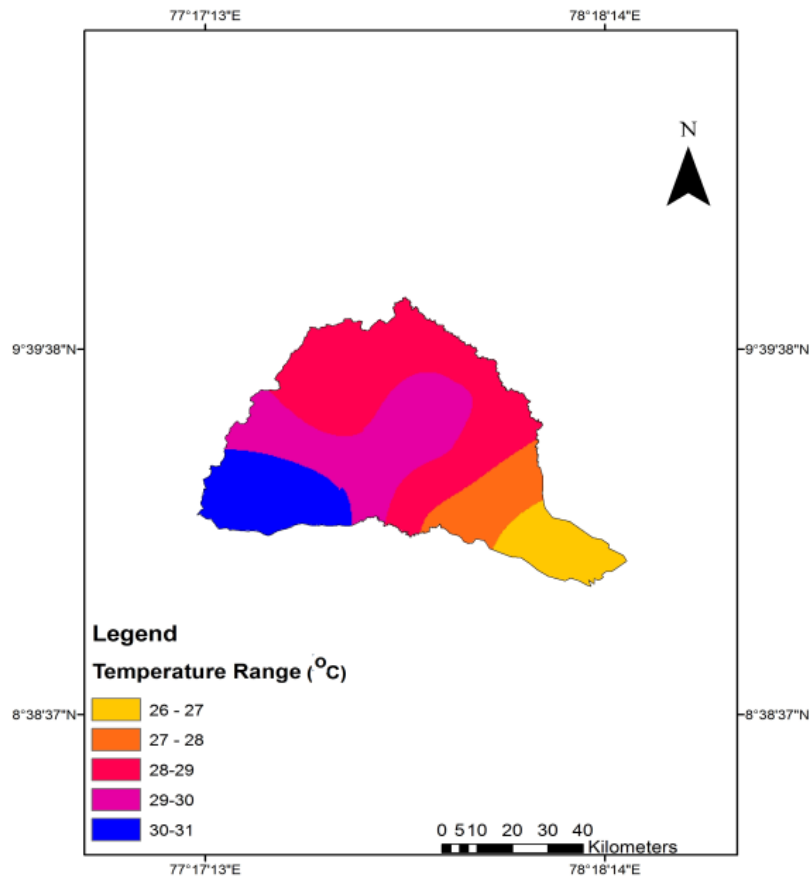 77°17'13"E 78°18'14"E
N
9°39'38"N 9°39'38"N
8°38'37"N 8°38'37"N
Legend
Temperature Range (°C)
26 - 27
27 - 28
28-29
29-30
30-31
0 5 10 20 30 40
Kilometers
77°17'13"E 78°18'14"E